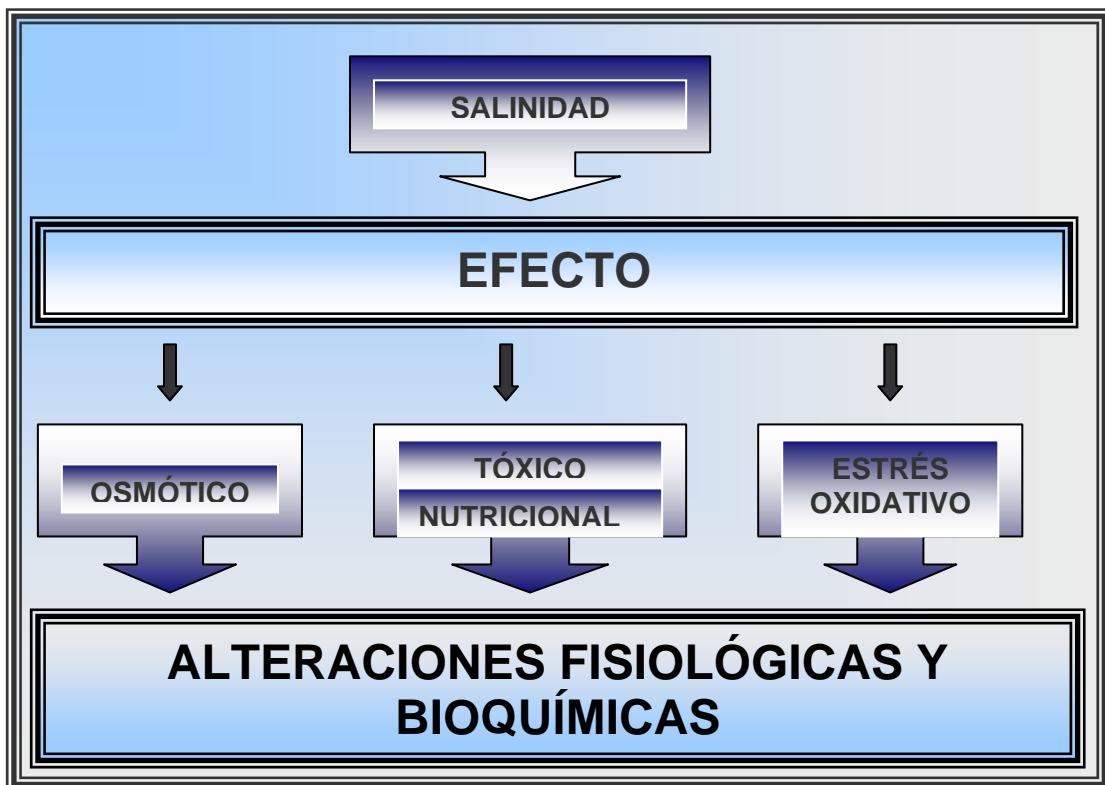 SALINIDAD
EFECTO
OSMÓTICO
TÓXICO
NUTRICIONAL
ESTRÉS
OXIDATIVO
ALTERACIONES FISIOLÓGICAS Y
BIOQUÍMICAS